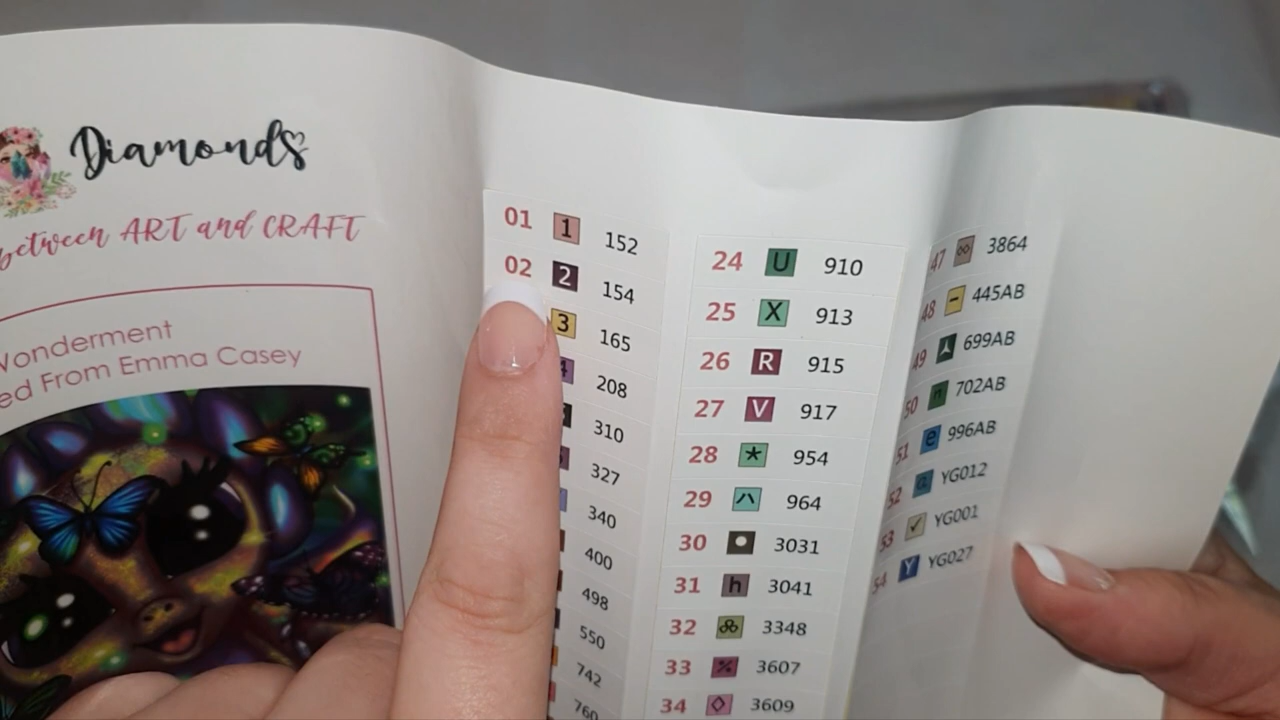 Diamonds
between ART and CRAFT
Wonderment
ed From Emma Casey
01 1 152
02 2 154
3 165
4 208
310
327
340
400
498
550
742
760
24 U 910
25 X 913
26 R 915
27 V 917
28 * 954
29 964
30 3031
31 h 3041
32 3348
33 % 3607
34 ◇ 3609
47 ∞ 3864
48 – 445AB
49 699AB
50 n 702AB
51 e 996AB
52 YG012
53 ✓ YG001
54 Y YG027